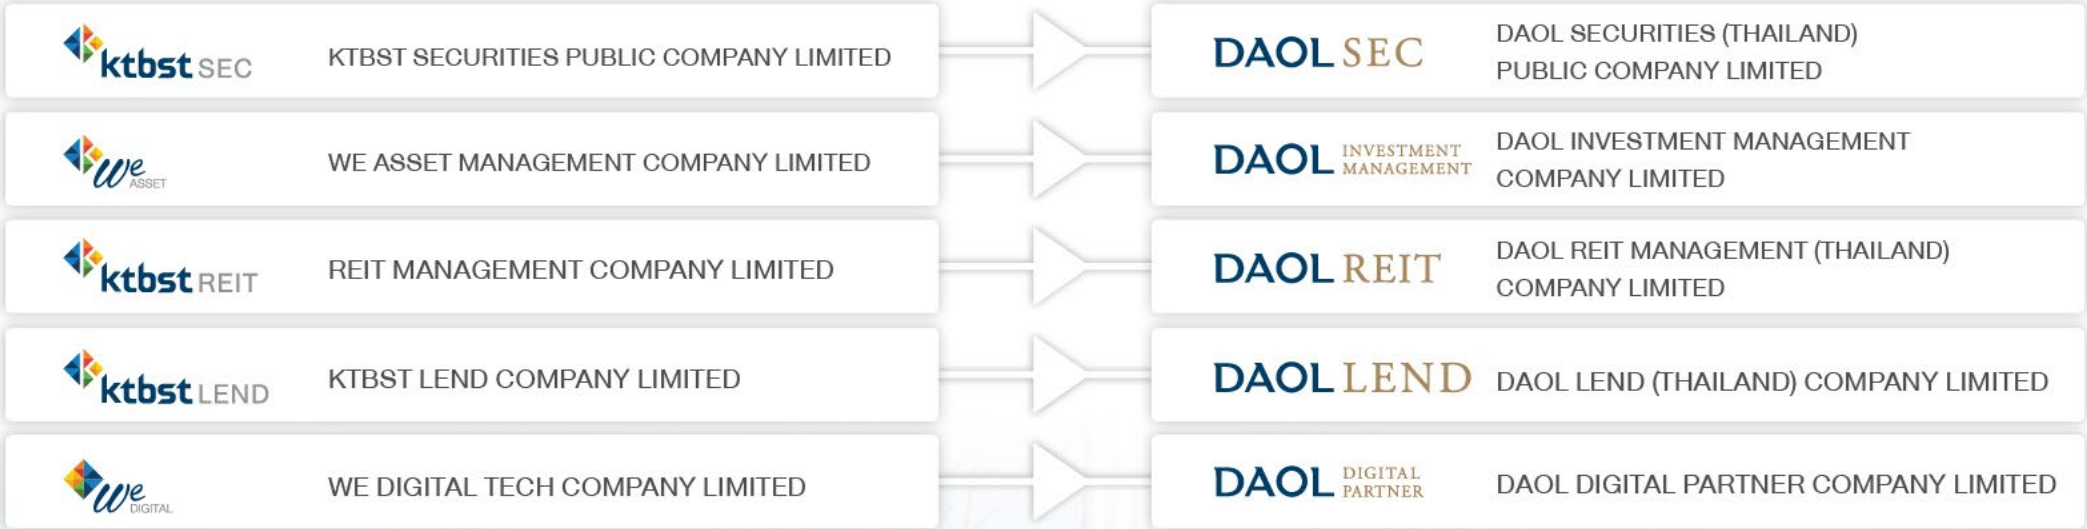 ktbst SEC
KTBST SECURITIES PUBLIC COMPANY LIMITED
DAOL SEC
DAOL SECURITIES (THAILAND)
PUBLIC COMPANY LIMITED
We
ASSET
WE ASSET MANAGEMENT COMPANY LIMITED
DAOL INVESTMENT
MANAGEMENT
DAOL INVESTMENT MANAGEMENT
COMPANY LIMITED
ktbst REIT
REIT MANAGEMENT COMPANY LIMITED
DAOL REIT
DAOL REIT MANAGEMENT (THAILAND)
COMPANY LIMITED
ktbst LEND
KTBST LEND COMPANY LIMITED
DAOL LEND
DAOL LEND (THAILAND) COMPANY LIMITED
We
DIGITAL
WE DIGITAL TECH COMPANY LIMITED
DAOL DIGITAL
PARTNER
DAOL DIGITAL PARTNER COMPANY LIMITED